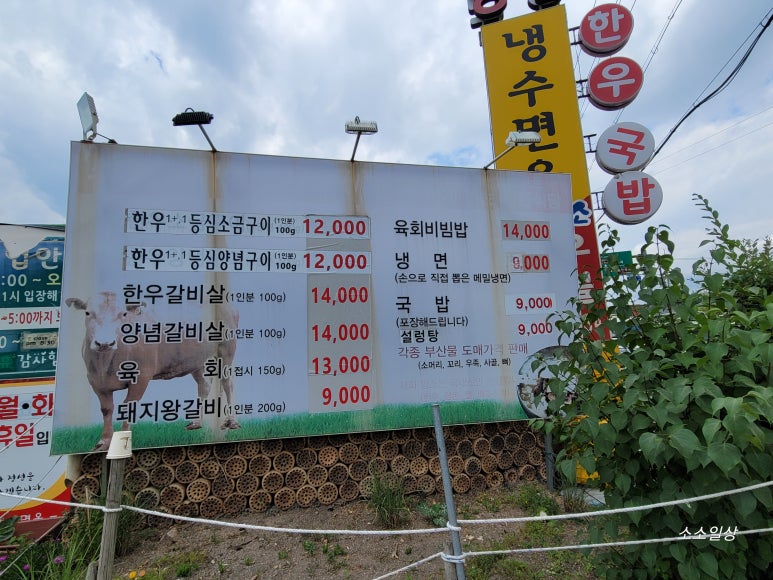 한우1+.1등심소금구이(1인분)100g 12,000
한우1+.1등심양념구이(1인분)100g 12,000
한우갈비살(1인분 100g) 14,000
양념갈비살(1인분 100g) 14,000
육 회(1접시 150g) 13,000
돼지왕갈비(1인분 200g) 9,000
육회비빔밥 14,000
냉 면 9,000
(손으로 직접 뽑은 메밀냉면)
국 밥 9,000
(포장해드립니다)
설렁탕 9,000
각종 부산물 도매가격 판매
(소머리, 꼬리, 우족, 사골, 뼈)
냉수면
한우국밥
1시 입장해
~5:00까지
감사
월·화
휴일
소소일상